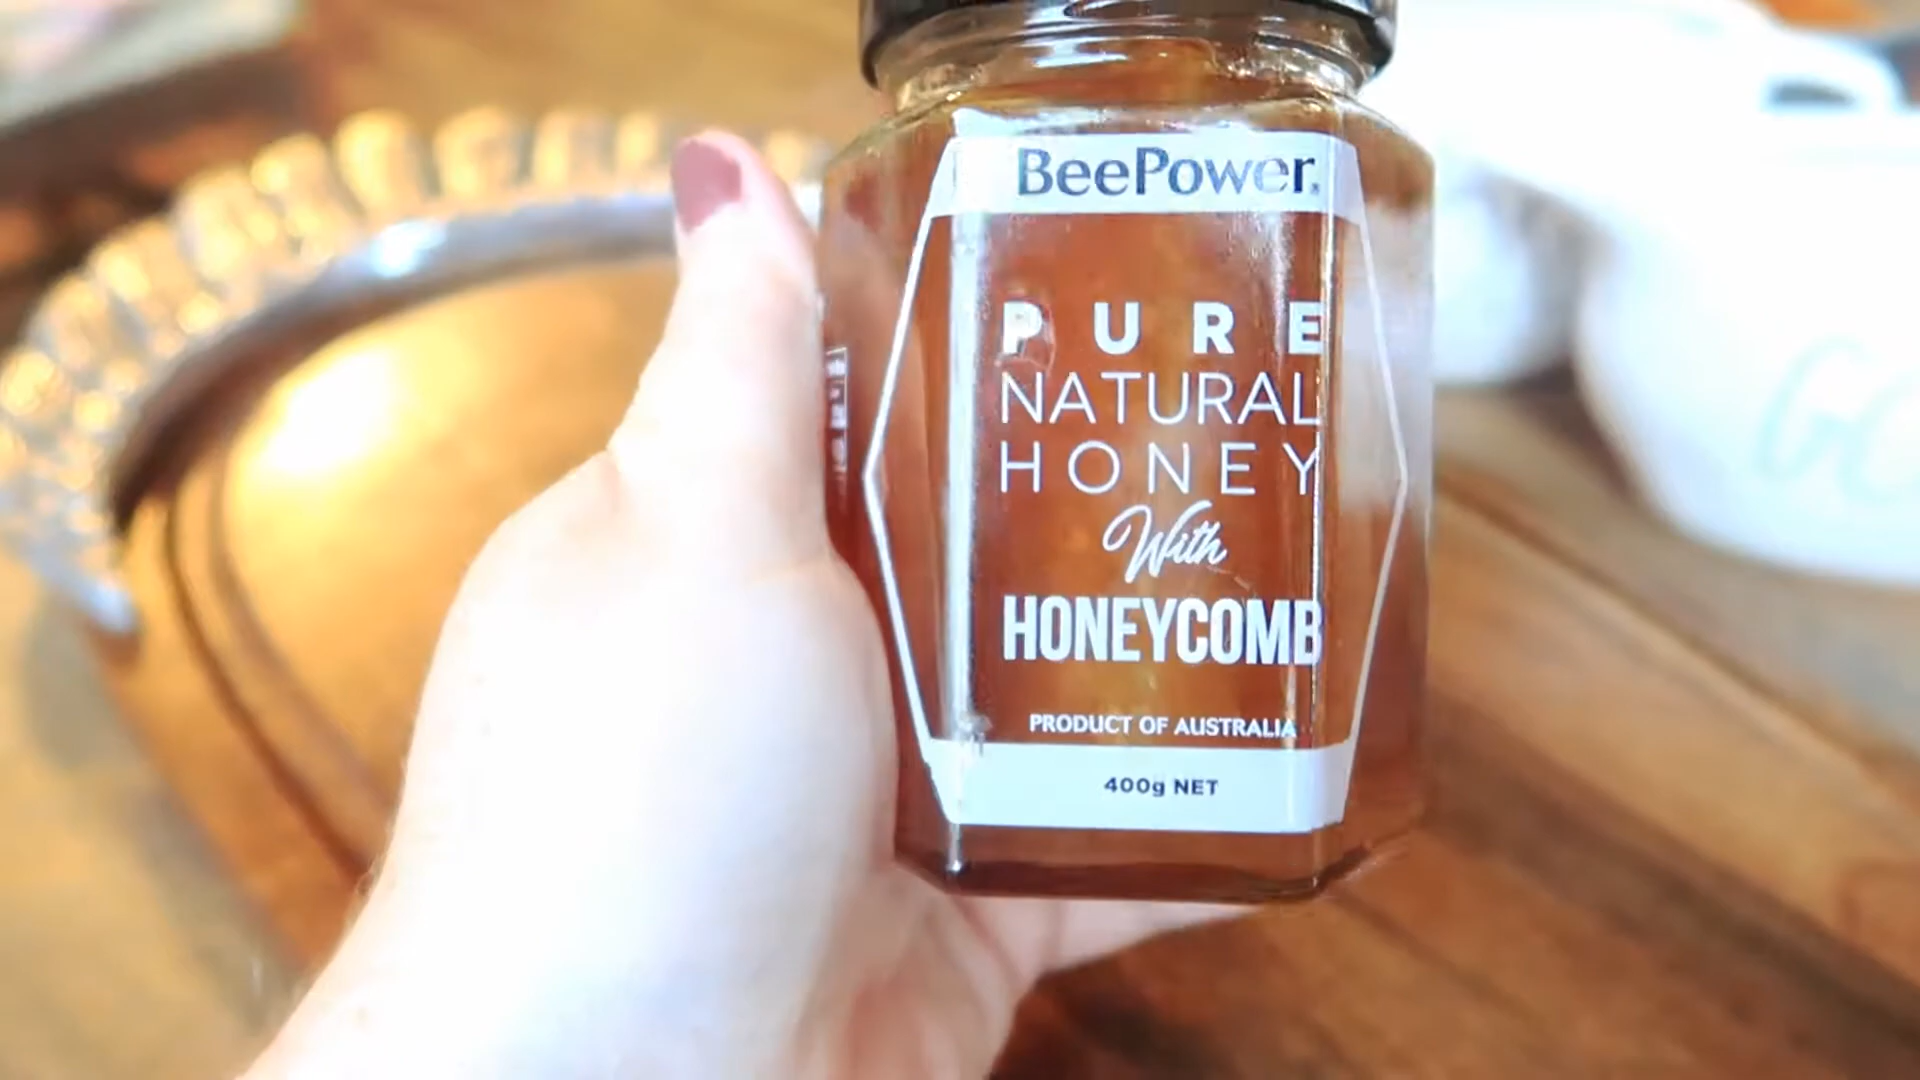 BeePower.
PURE
NATURAL
HONEY
With
HONEYCOMB
PRODUCT OF AUSTRALIA
400g NET